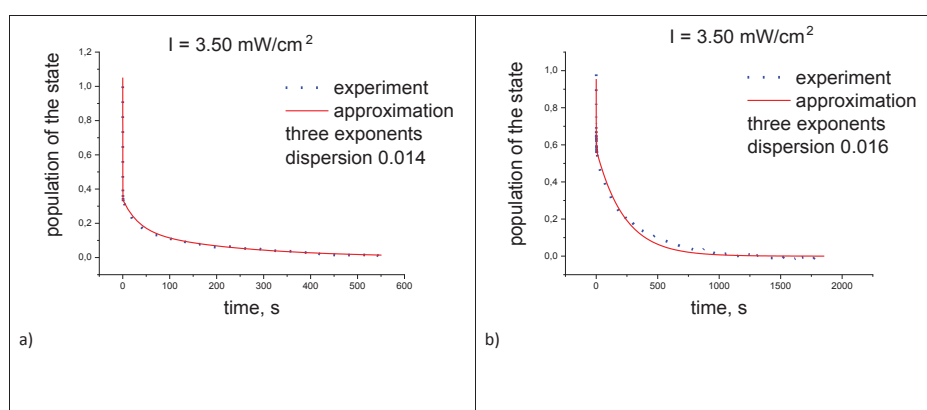 I = 3.50 mW/cm²
1,2
1,0
0,8
0,6
0,4
0,2
0,0
population of the state
experiment
approximation
three exponents
dispersion 0.014
0 100 200 300 400 500 600
time, s
a)
I = 3.50 mW/cm²
1,0
0,8
0,6
0,4
0,2
0,0
population of the state
experiment
approximation
three exponents
dispersion 0.016
0 500 1000 1500 2000
time, s
b)